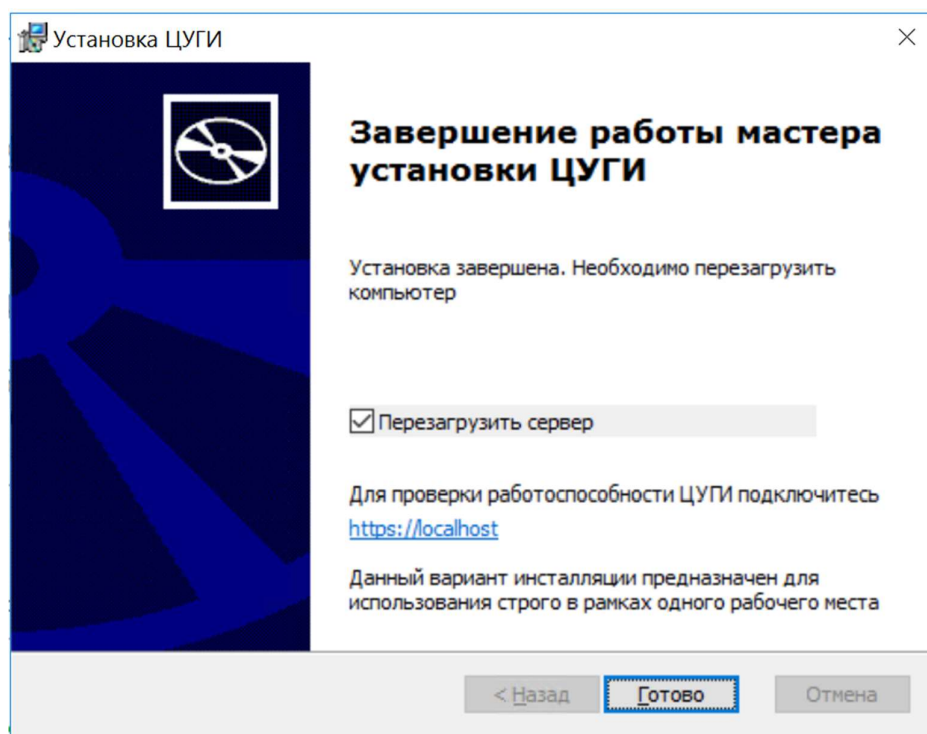 Установка ЦУГИ
Завершение работы мастера
установки ЦУГИ
Установка завершена. Необходимо перезагрузить
компьютер
Перезагрузить сервер
Для проверки работоспособности ЦУГИ подключитесь
https://localhost
Данный вариант инсталляции предназначен для
использования строго в рамках одного рабочего места
< Назад Готово Отмена